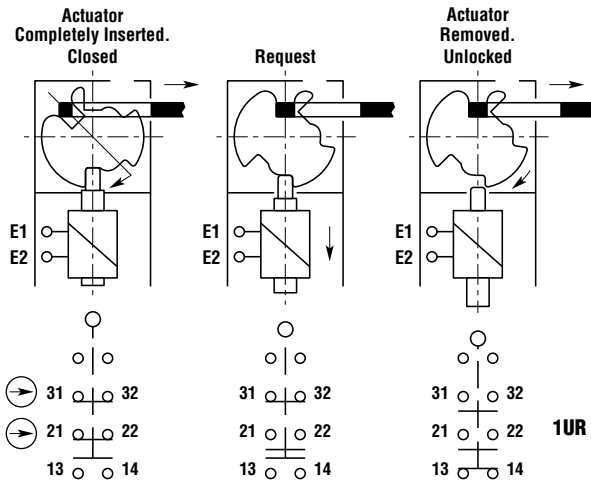 Actuator
Completely Inserted.
Closed
Request
Actuator
Removed.
Unlocked
E1
E2
E1
E2
E1
E2
31 32
31 32
31 32
21 22
21 22
21 22
1UR
13 14
13 14
13 14